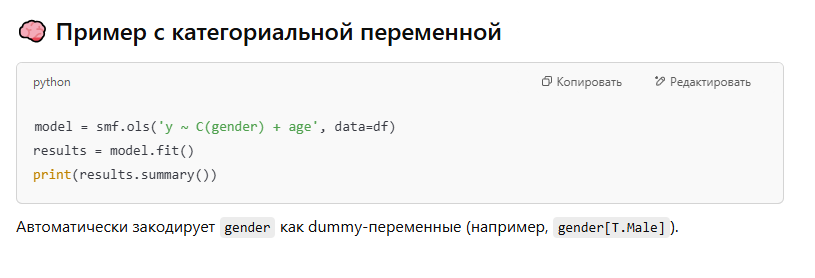 🧠 Пример с категориальной переменной
python
Копировать
Редактировать
model = smf.ols('y ~ C(gender) + age', data=df)
results = model.fit()
print(results.summary())
Автоматически закодирует gender как dummy-переменные (например, gender[T.Male]).